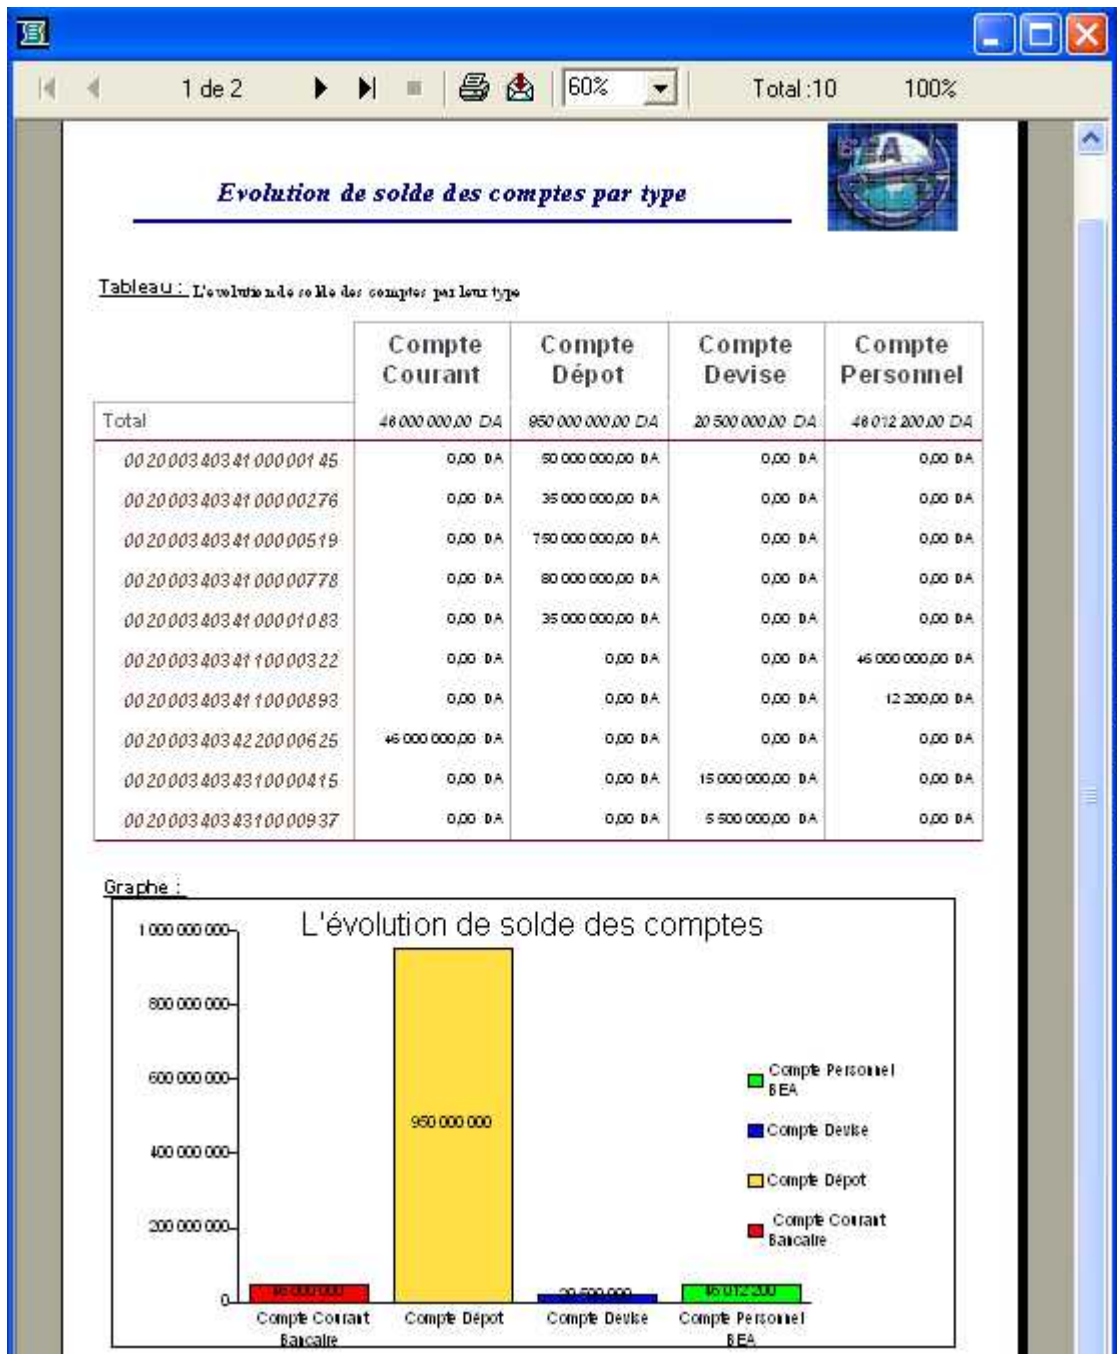 1 de 2 60% Total :10 100%
BEA
Evolution de solde des comptes par type
Tableau : L'evolution de solde des comptes par leur type
Compte Courant Compte Dépot Compte Devise Compte Personnel
Total 46 000 000,00 DA 950 000 000,00 DA 20 500 000,00 DA 46 012 200,00 DA
00200034034100000145 0,00 DA 50 000 000,00 DA 0,00 DA 0,00 DA
00200034034100000276 0,00 DA 35 000 000,00 DA 0,00 DA 0,00 DA
00200034034100000519 0,00 DA 750 000 000,00 DA 0,00 DA 0,00 DA
00200034034100000778 0,00 DA 80 000 000,00 DA 0,00 DA 0,00 DA
00200034034100001083 0,00 DA 35 000 000,00 DA 0,00 DA 0,00 DA
00200034034110000322 0,00 DA 0,00 DA 0,00 DA 46 000 000,00 DA
00200034034110000893 0,00 DA 0,00 DA 0,00 DA 12 200,00 DA
00200034034220000625 46 000 000,00 DA 0,00 DA 0,00 DA 0,00 DA
00200034034310000415 0,00 DA 0,00 DA 15 000 000,00 DA 0,00 DA
00200034034310000937 0,00 DA 0,00 DA 5 500 000,00 DA 0,00 DA
Graphe :
L'évolution de solde des comptes
1 000 000 000
800 000 000
600 000 000
400 000 000
200 000 000
0
46 000 000
950 000 000
20 500 000
46 012 200
Compte Courant
Bancaire
Compte Dépot
Compte Devise
Compte Personnel
BEA
Compte Personnel
BEA
Compte Devise
Compte Dépot
Compte Courant
Bancaire